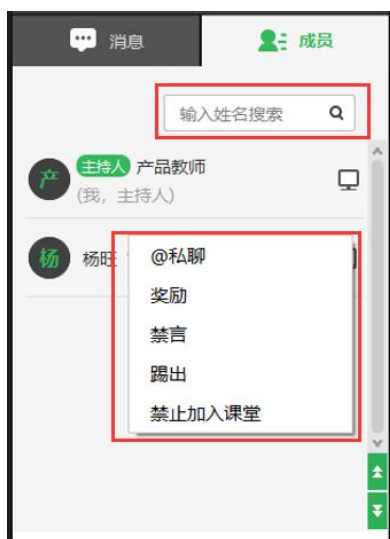 消息 成员
输入姓名搜索
产 主持人 产品教师
(我, 主持人)
杨 杨旺
@私聊
奖励
禁言
踢出
禁止加入课堂